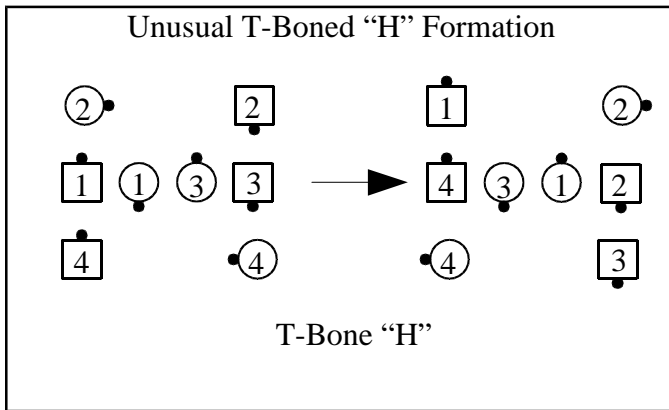 Unusual T-Boned “H” Formation
2 2 1 2
1 1 3 3 4 3 1 2
4 4 4 3
T-Bone “H”